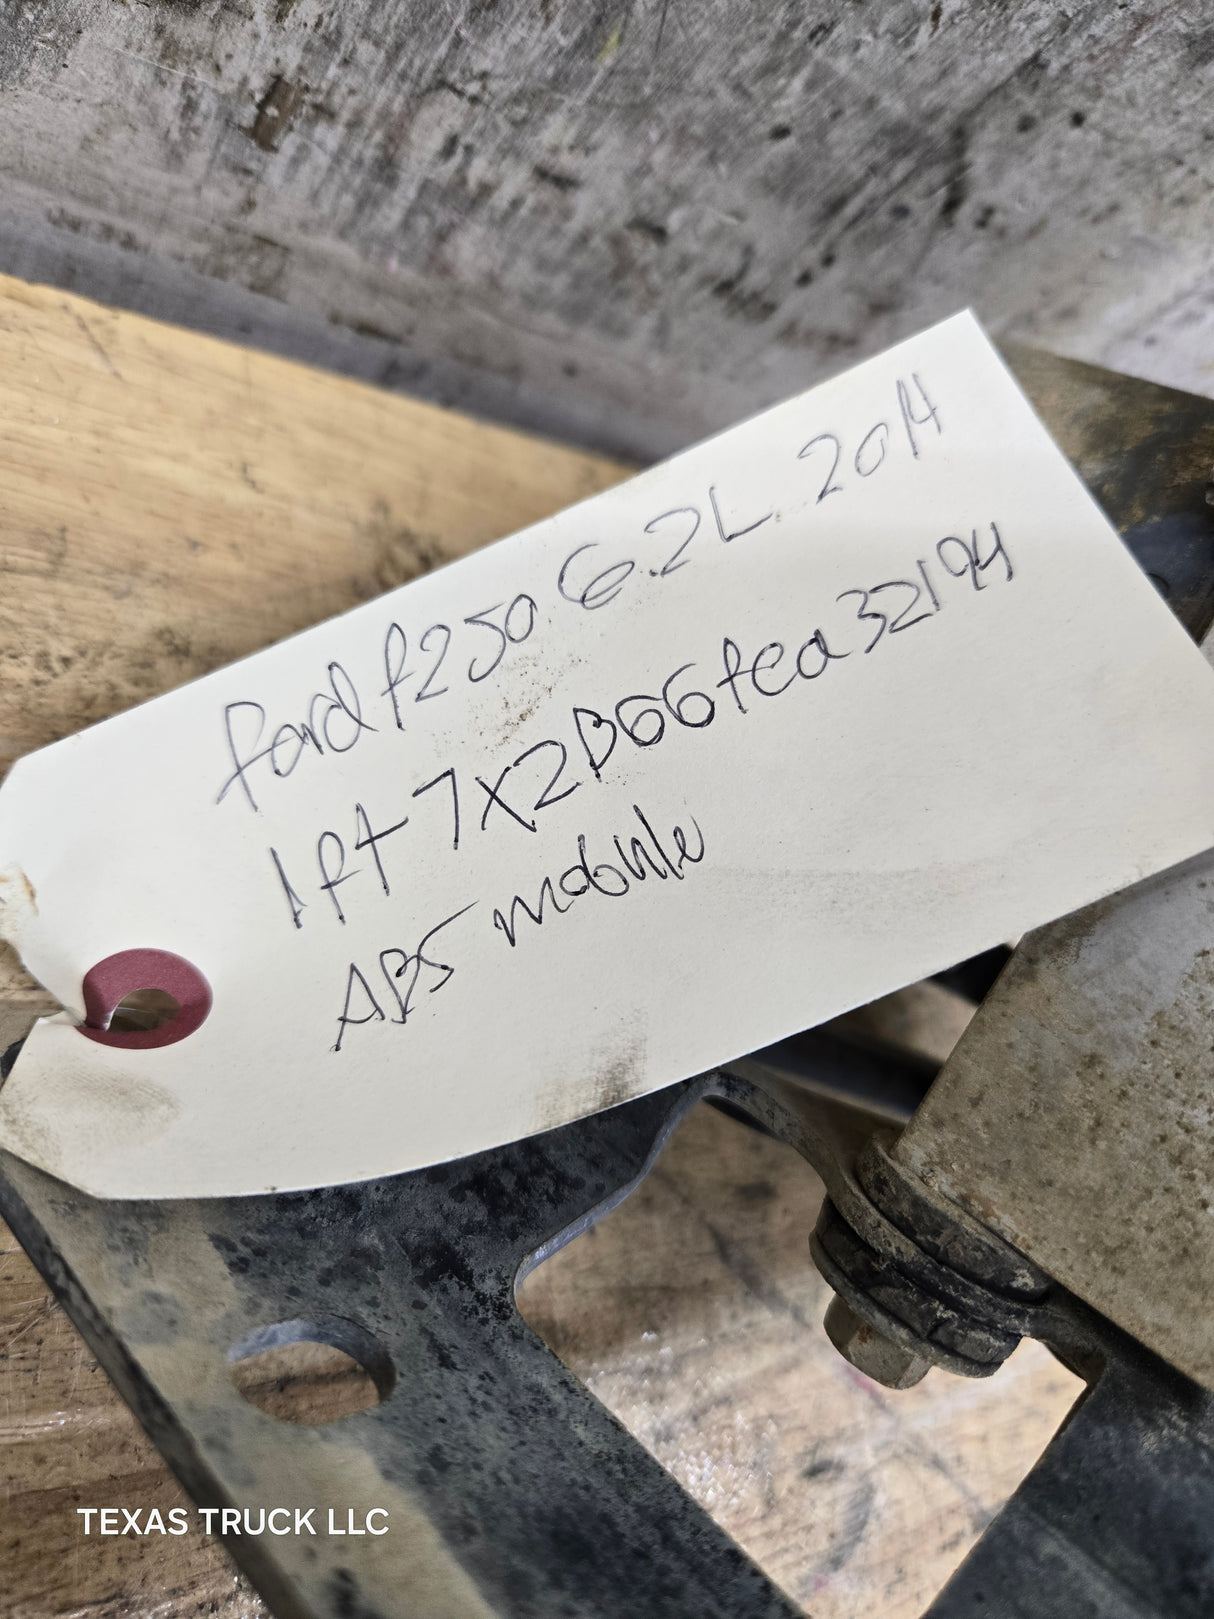 Ford f250 6.2L 2014
1ft7x2B66fea32194
ABS module
TEXAS TRUCK LLC